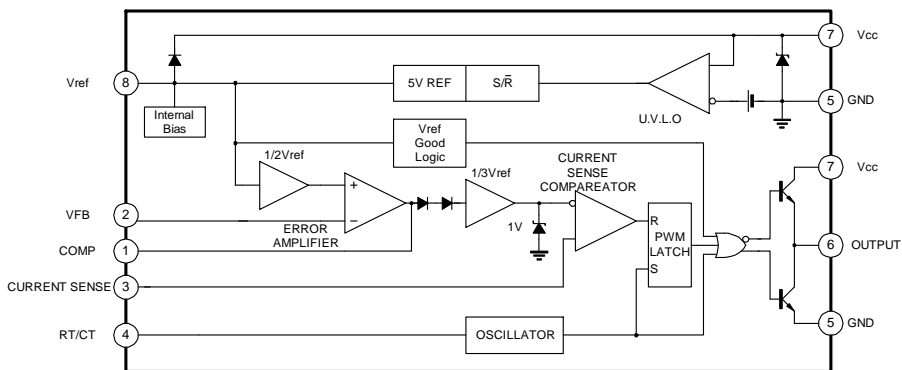 7
Vcc
Vref
8
5V REF
S/R̅
Internal
Bias
U.V.L.O
5
GND
Vref
Good
Logic
1/2Vref
1/3Vref
CURRENT
SENSE
COMPAREATOR
7
Vcc
+
−
VFB
2
ERROR
AMPLIFIER
1V
R
PWM
LATCH
S
6
OUTPUT
COMP
1
CURRENT SENSE
3
RT/CT
4
OSCILLATOR
5
GND